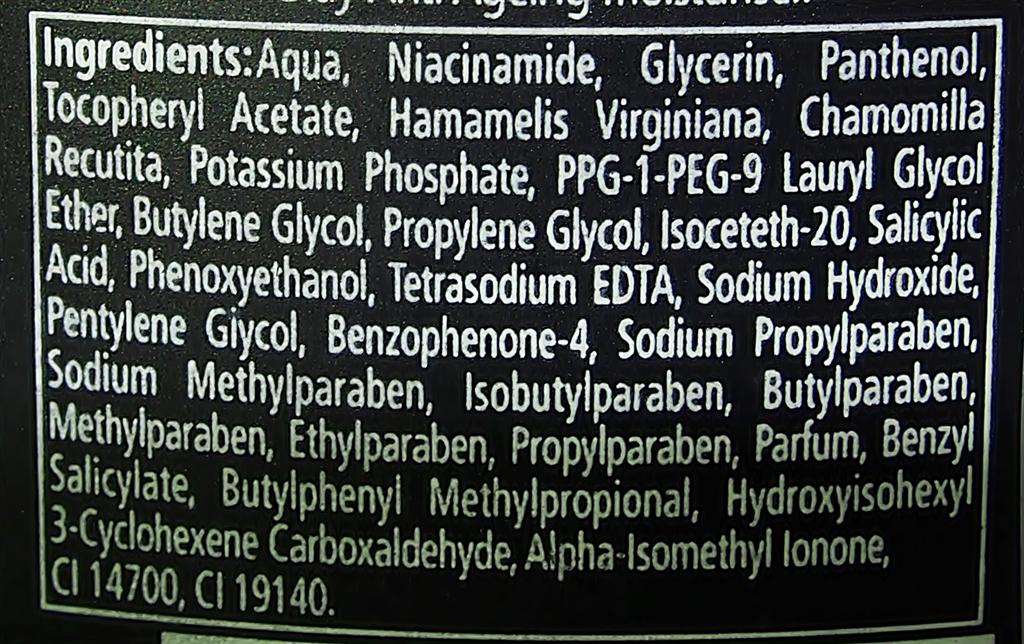 Ageing
Ingredients:Aqua, Niacinamide, Glycerin, Panthenol,
Tocopheryl Acetate, Hamamelis Virginiana, Chamomilla
Recutita, Potassium Phosphate, PPG-1-PEG-9 Lauryl Glycol
Ether, Butylene Glycol, Propylene Glycol, Isoceteth-20, Salicylic
Acid, Phenoxyethanol, Tetrasodium EDTA, Sodium Hydroxide,
Pentylene Giycol, Benzophenone-4, Sodium Propylparaben,
Sodium Methylparaben, Isobutylparaben, Butylparaben,
Methylparaben, Ethylparaben, Propylparaben, Parfum, Benzyl
Salicylate, Butylphenyl Methylpropional, Hydroxyisohexyl
3-Cyclohexene Carboxaldehyde, Alpha-Isomethyl Ionone,
CI 14700, CI 19140.